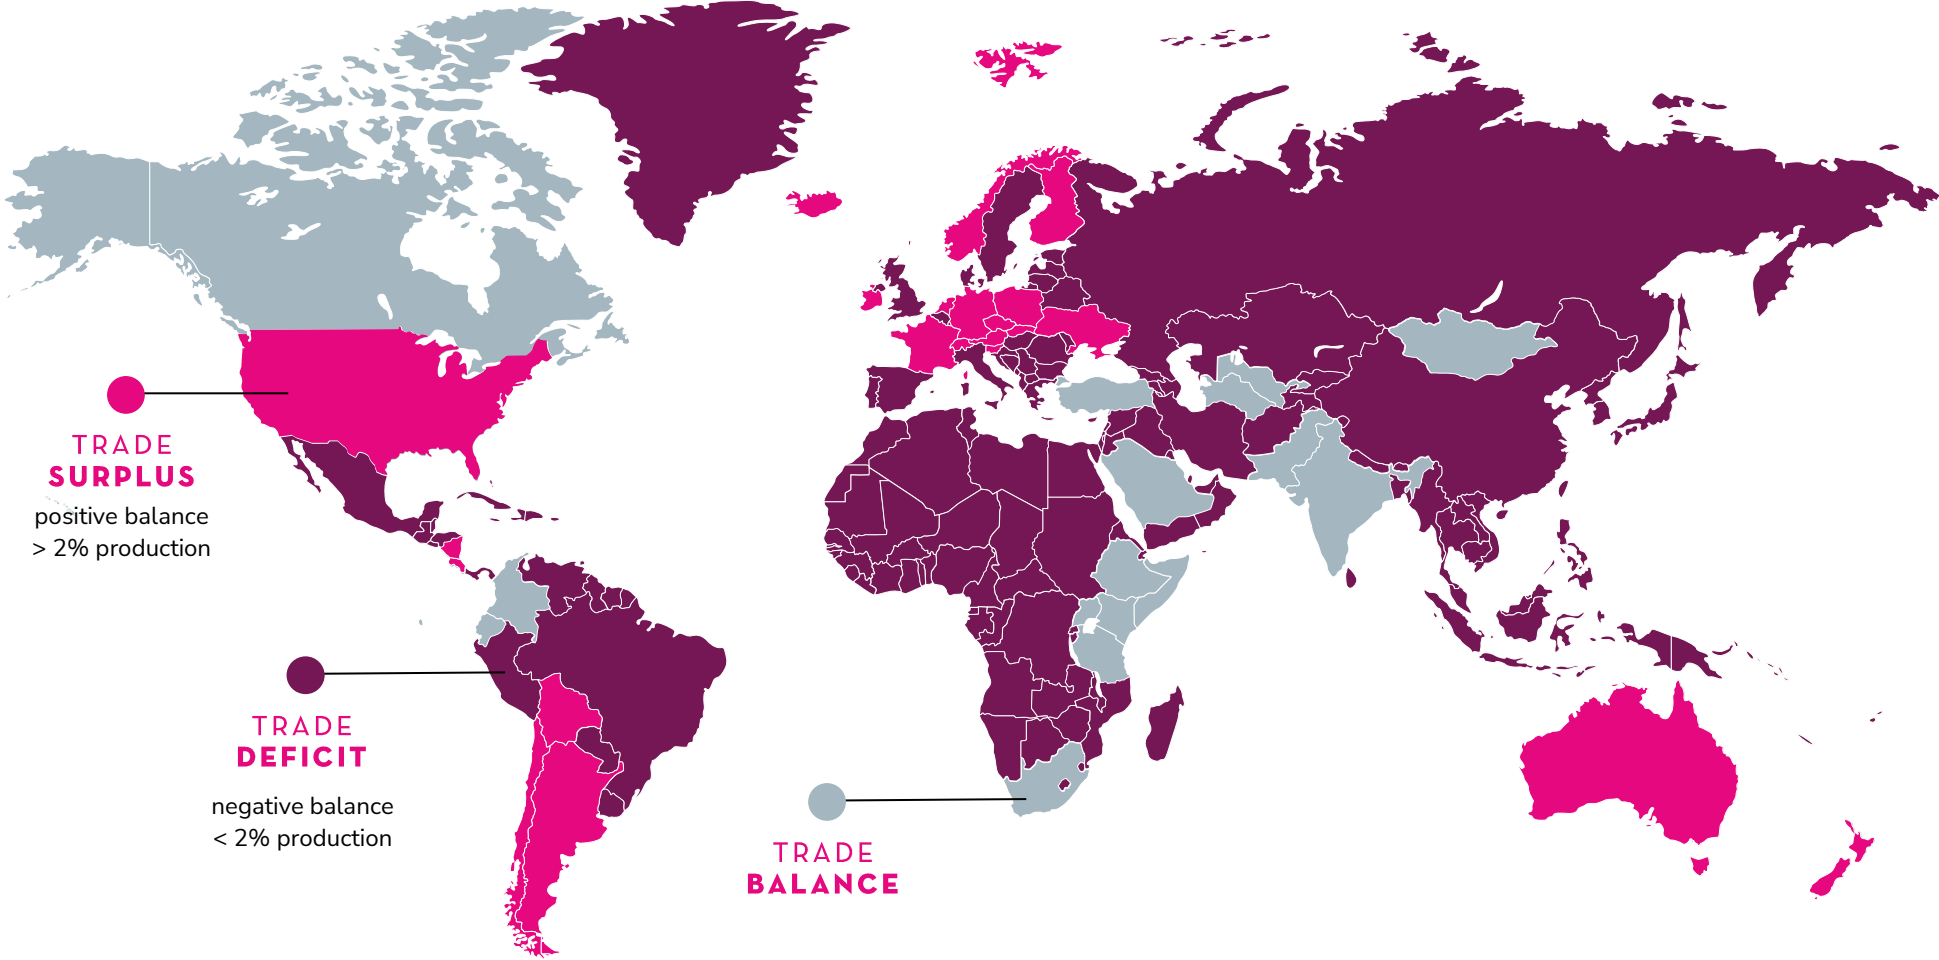 TRADE
SURPLUS
positive balance
> 2% production
TRADE
DEFICIT
negative balance
< 2% production
TRADE
BALANCE